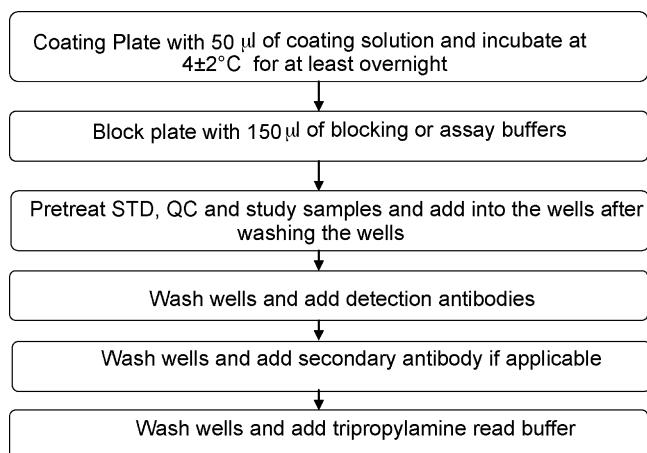 Coating Plate with 50 μl of coating solution and incubate at
4±2°C for at least overnight
Block plate with 150 μl of blocking or assay buffers
Pretreat STD, QC and study samples and add into the wells after
washing the wells
Wash wells and add detection antibodies
Wash wells and add secondary antibody if applicable
Wash wells and add tripropylamine read buffer